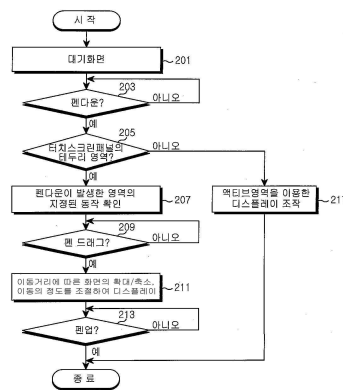 시 작
대기화면
201
203
펜다운?
아니오
예
205
터치스크린패널의
테두리 영역?
아니오
예
펜다운이 발생한 영역의
지정된 동작 확인
207
액티브영역을 이용한
디스플레이 조작
217
209
펜 드래그?
아니오
예
이동거리에 따른 화면의 확대/축소,
이동의 정도를 조절하여 디스플레이
211
213
펜업?
아니오
예
종 료